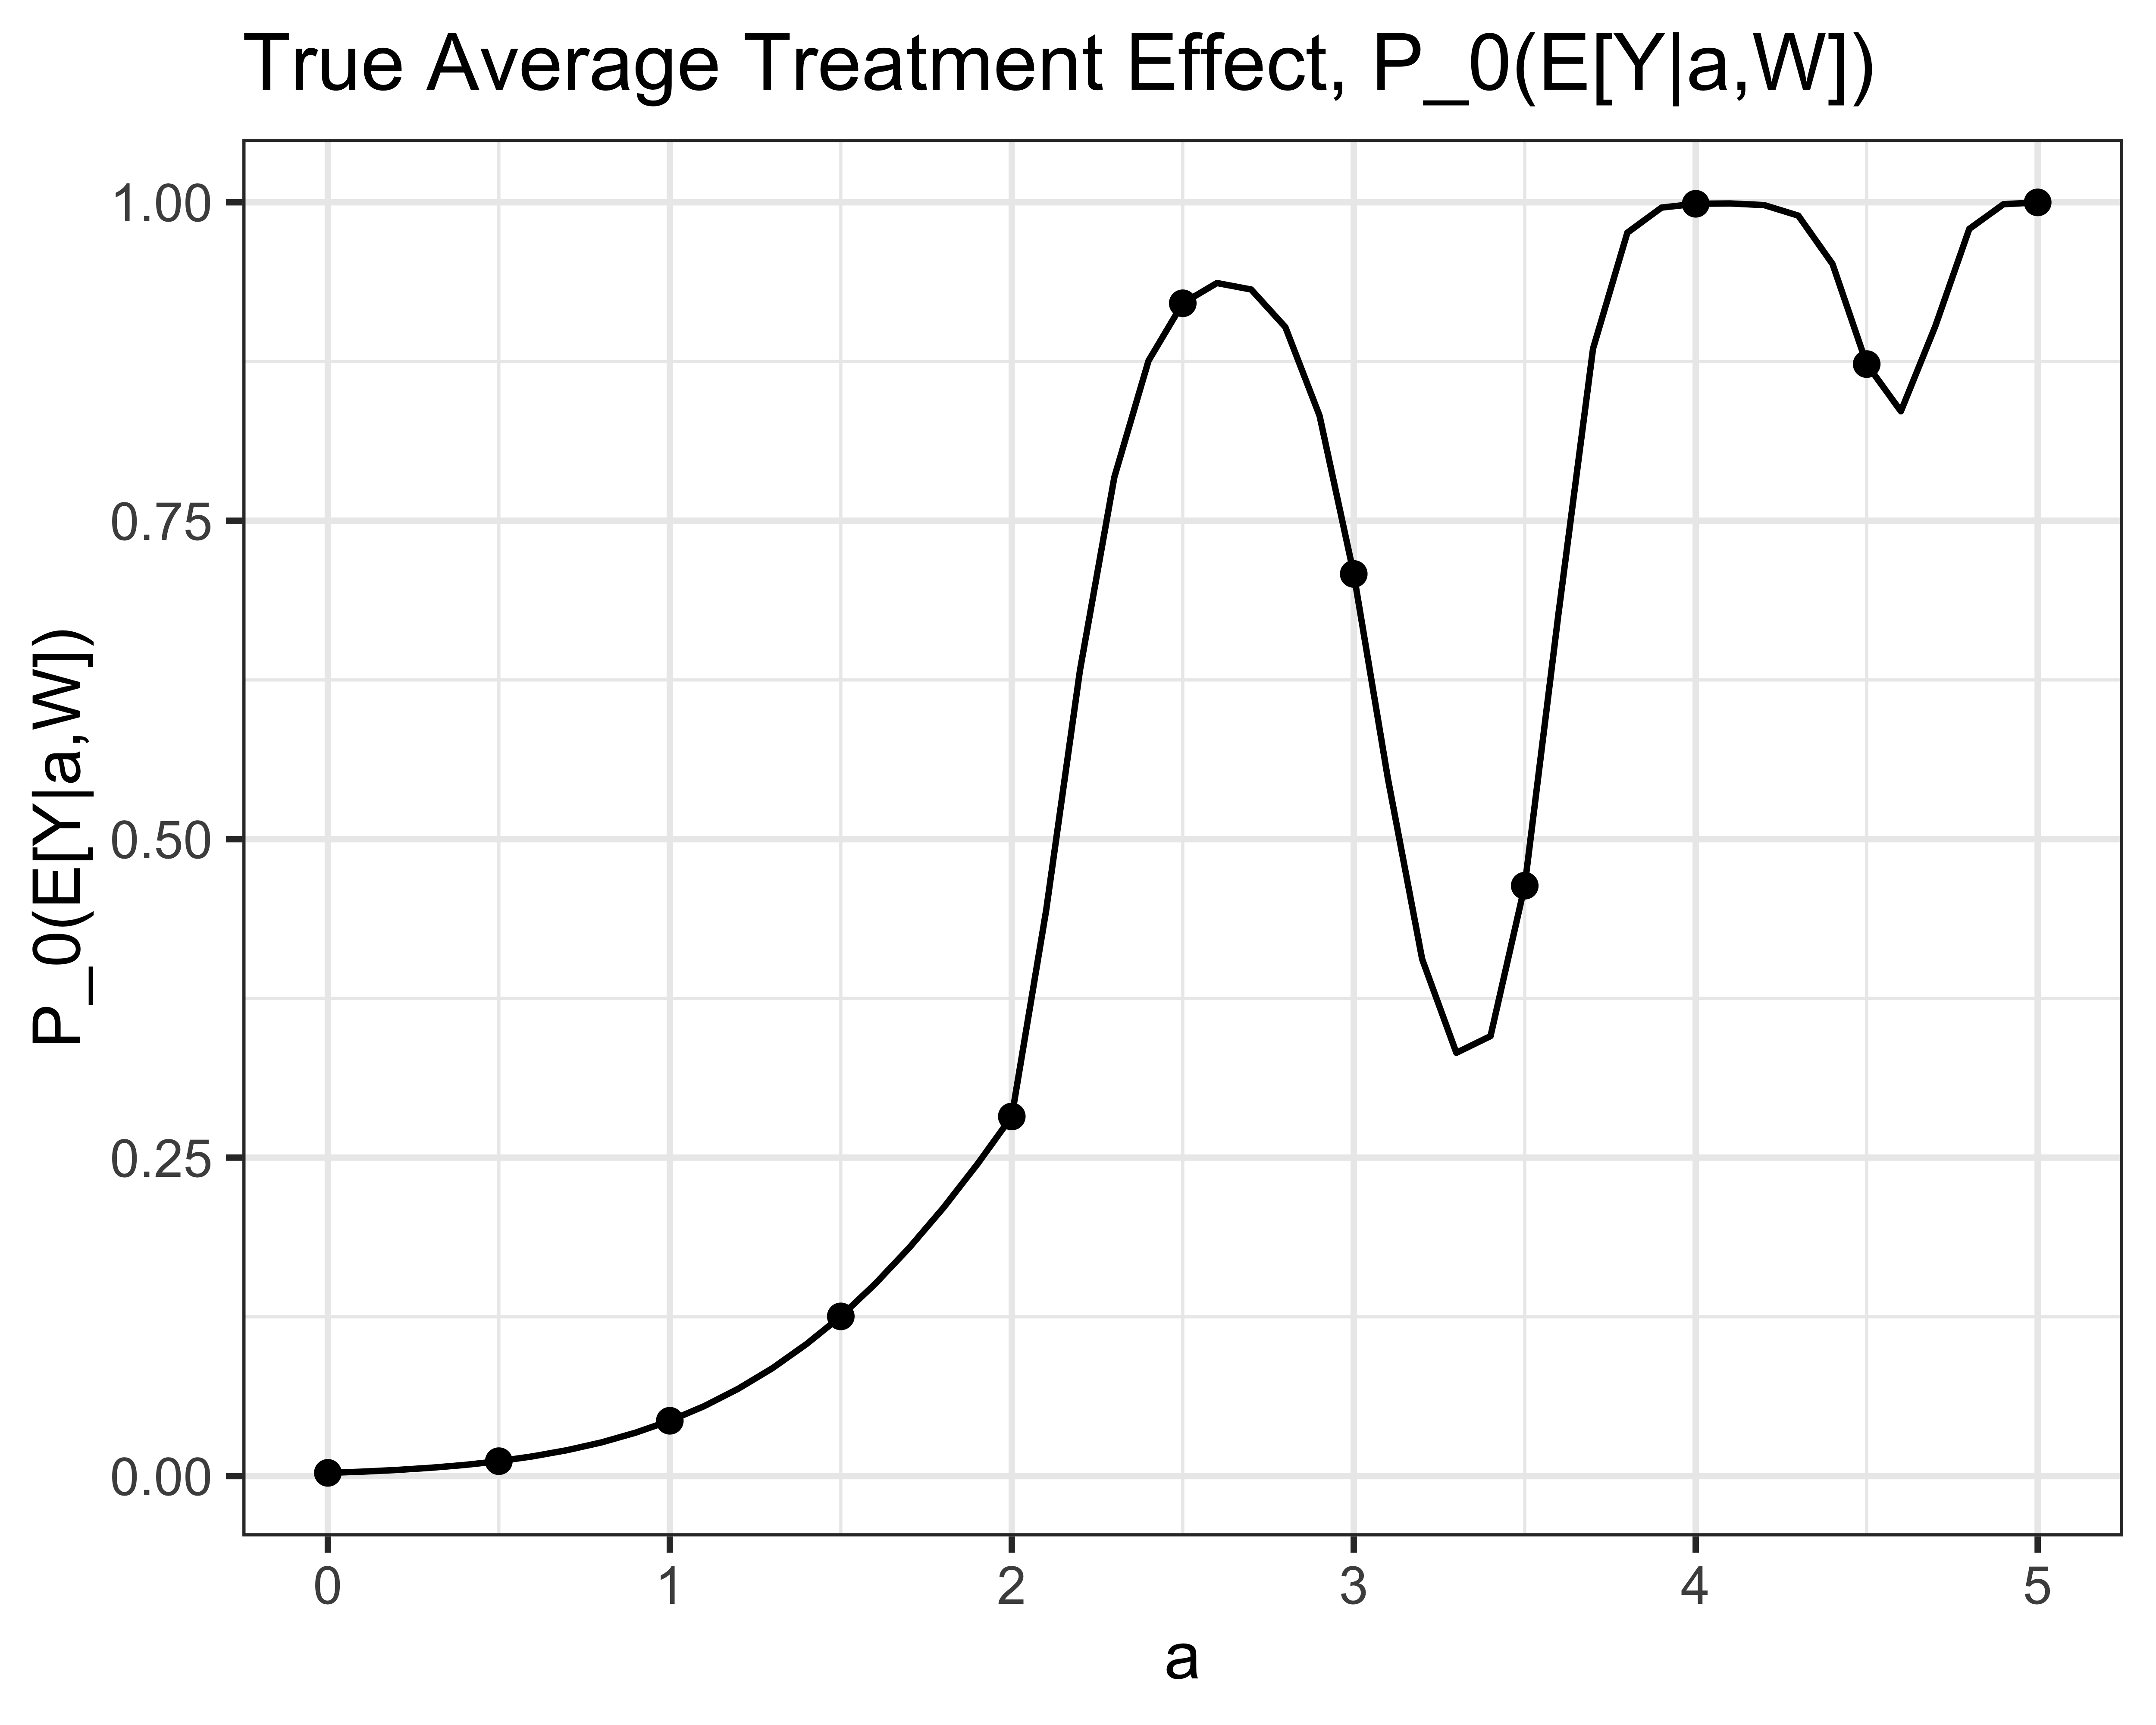 True Average Treatment Effect, P_0(E[Y|a,W])
P_0(E[Y|a,W])
1.00
0.75
0.50
0.25
0.00
0 1 2 3 4 5
a